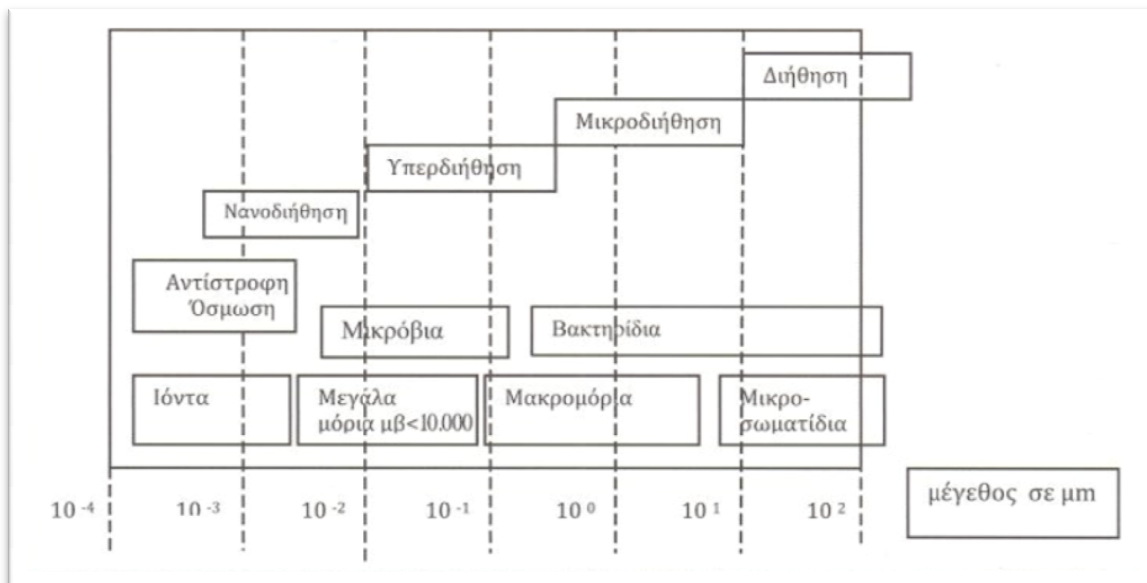 Διήθηση
Μικροδιήθηση
Υπερδιήθηση
Νανοδιήθηση
Αντίστροφη
Όσμωση
Μικρόβια
Βακτηρίδια
Ιόντα
Μεγάλα
μόρια μβ<10.000
Μακρομόρια
Μικρο-
σωματίδια
10 -4 10 -3 10 -2 10 -1 10 0 10 1 10 2
μέγεθος σε μm